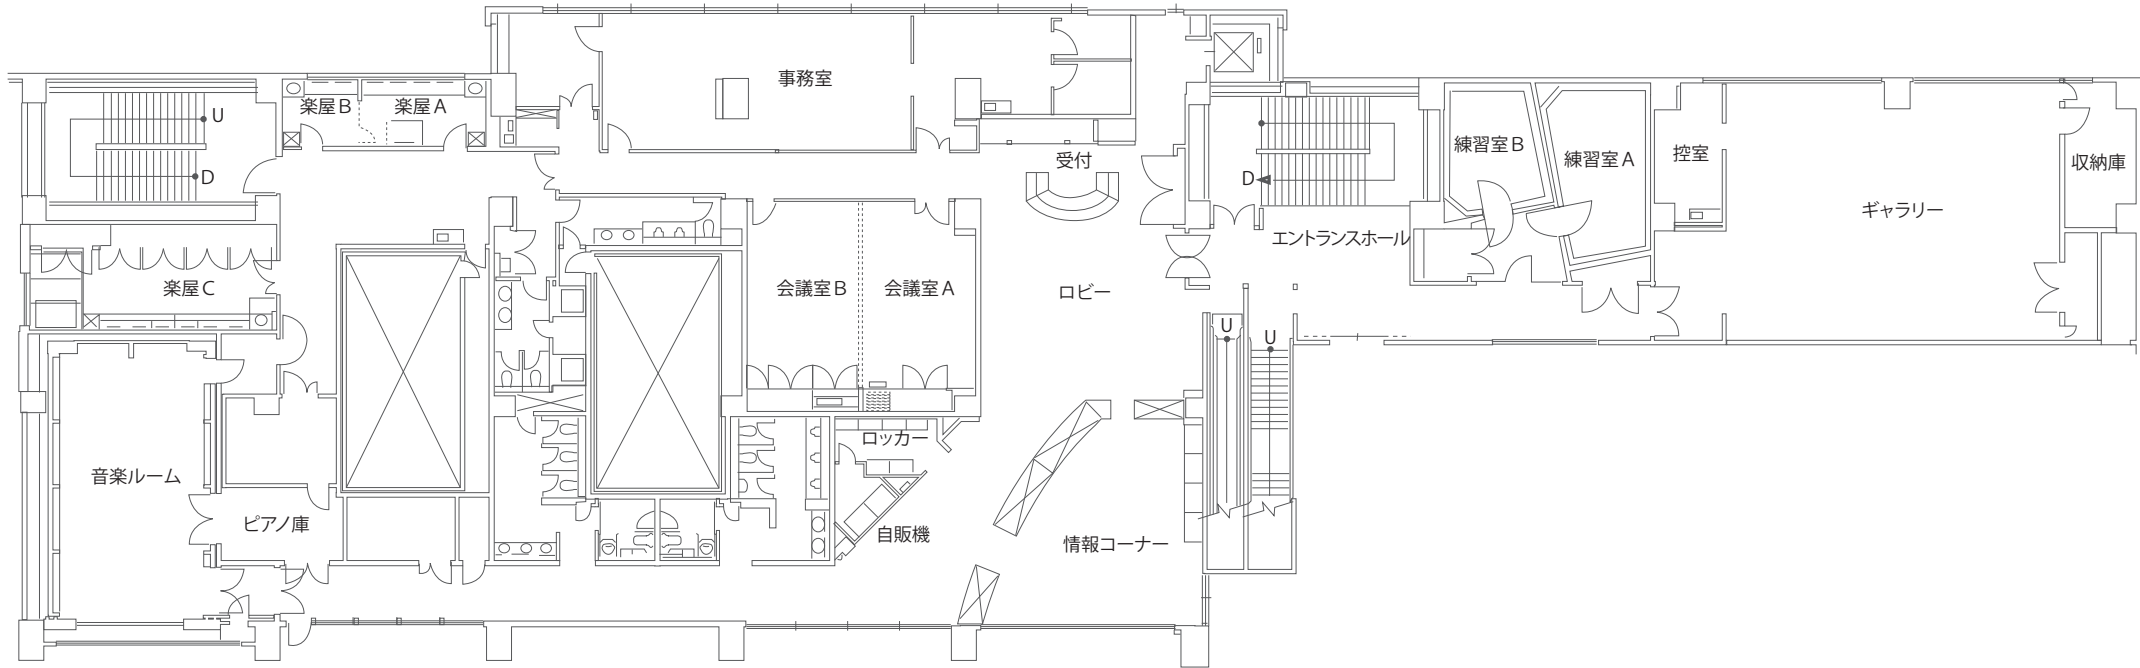 事務室
楽屋B
楽屋A
U
D
受付
D
練習室B
練習室A
控室
収納庫
ギャラリー
エントランスホール
楽屋C
会議室B
会議室A
ロビー
U
U
ロッカー
音楽ルーム
ピアノ庫
自販機
情報コーナー